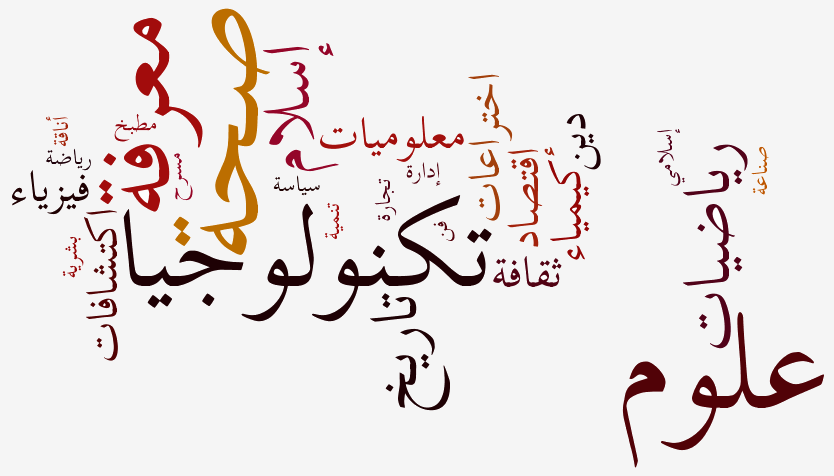 معرفة
صحة
إسلام
اختراعات
دين
معلوميات
مطبخ
أناقة
رياضة
مسرح
فيزياء
إدارة
سياسة
تجارة
اقتصاد
كيمياء
إسلامي
رياضيات
صناعة
تنمية
فن
تكنولوجيا
اكتشافات
بشرية
ثقافة
تاريخ
علوم